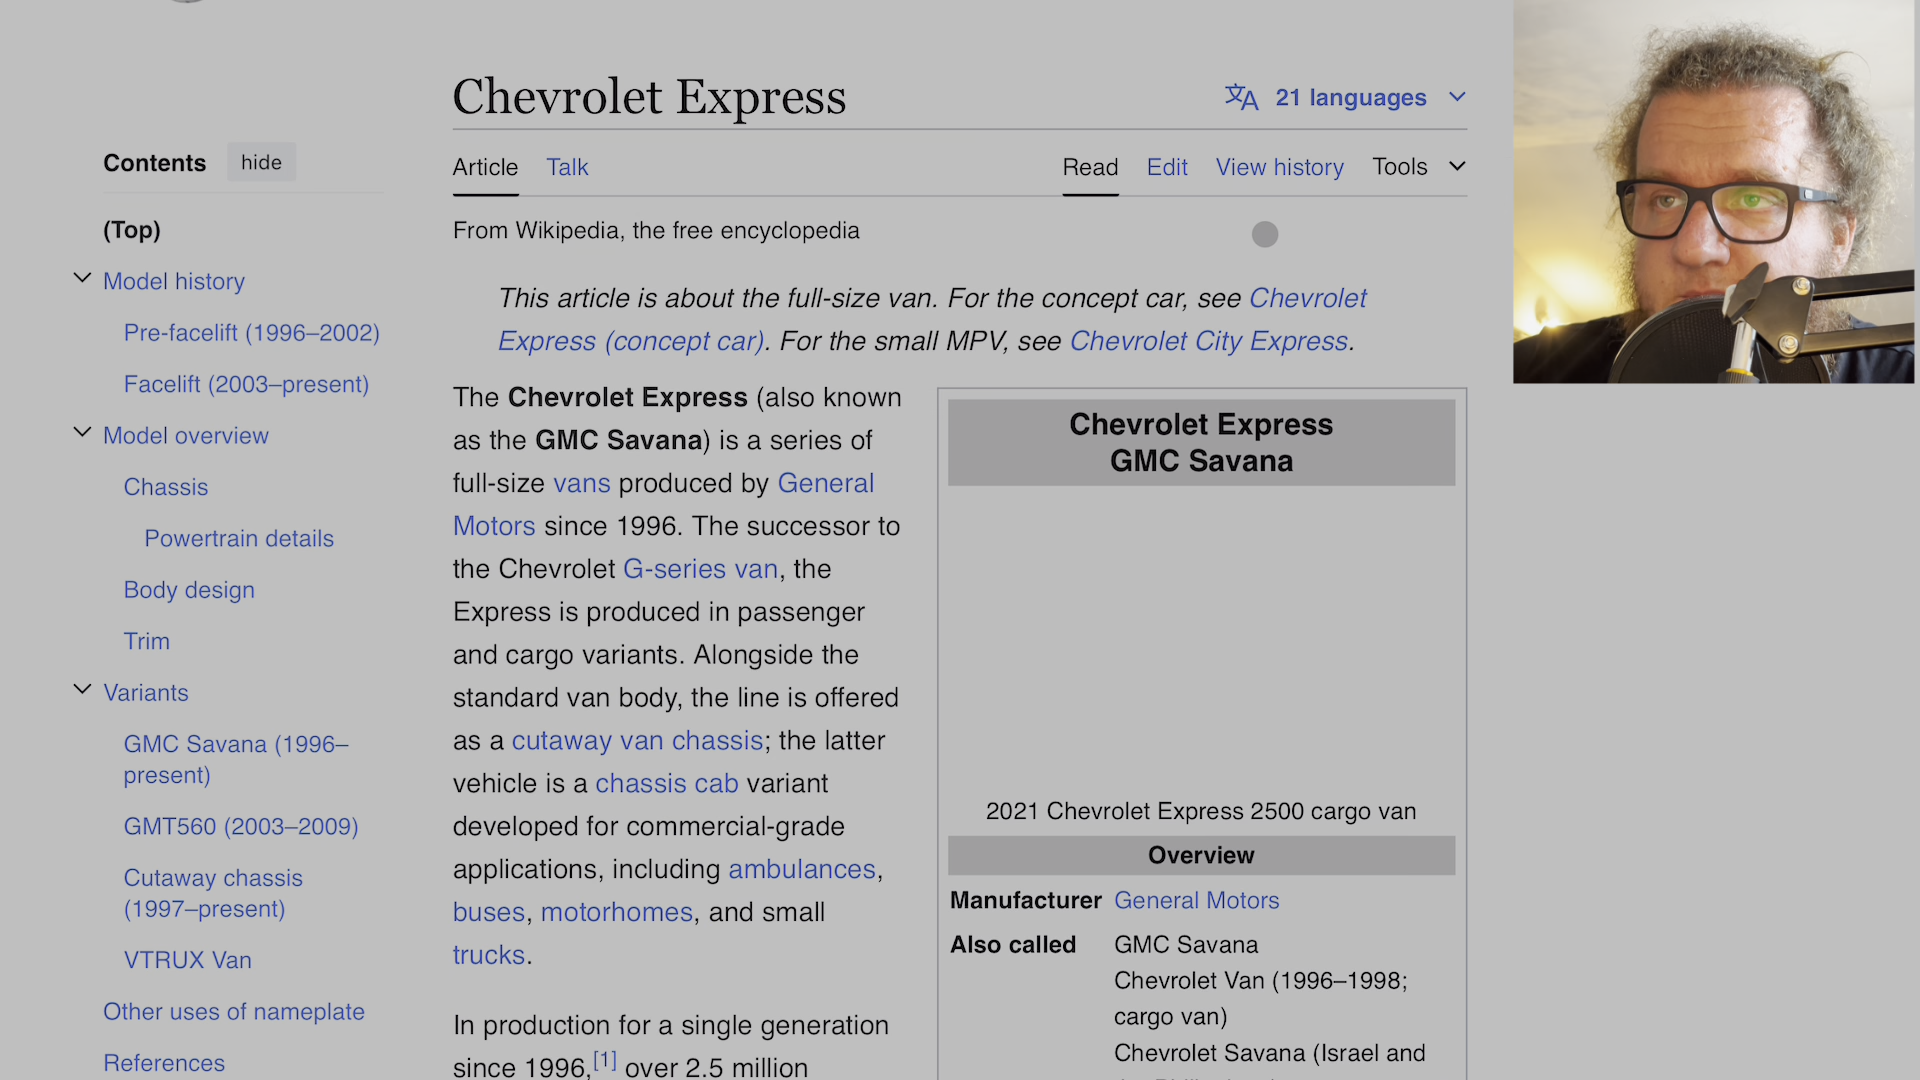 Chevrolet Express
文A 21 languages
Contents hide
Article Talk Read Edit View history Tools
(Top)
From Wikipedia, the free encyclopedia
Model history
Pre-facelift (1996–2002)
Facelift (2003–present)
Model overview
Chassis
Powertrain details
Body design
Trim
Variants
GMC Savana (1996–
present)
GMT560 (2003–2009)
Cutaway chassis
(1997–present)
VTRUX Van
Other uses of nameplate
References
This article is about the full-size van. For the concept car, see Chevrolet
Express (concept car). For the small MPV, see Chevrolet City Express.
The Chevrolet Express (also known
as the GMC Savana) is a series of
full-size vans produced by General
Motors since 1996. The successor to
the Chevrolet G-series van, the
Express is produced in passenger
and cargo variants. Alongside the
standard van body, the line is offered
as a cutaway van chassis; the latter
vehicle is a chassis cab variant
developed for commercial-grade
applications, including ambulances,
buses, motorhomes, and small
trucks.
In production for a single generation
since 1996,[1] over 2.5 million
Chevrolet Express
GMC Savana
2021 Chevrolet Express 2500 cargo van
Overview
Manufacturer General Motors
Also called GMC Savana
Chevrolet Van (1996–1998;
cargo van)
Chevrolet Savana (Israel and